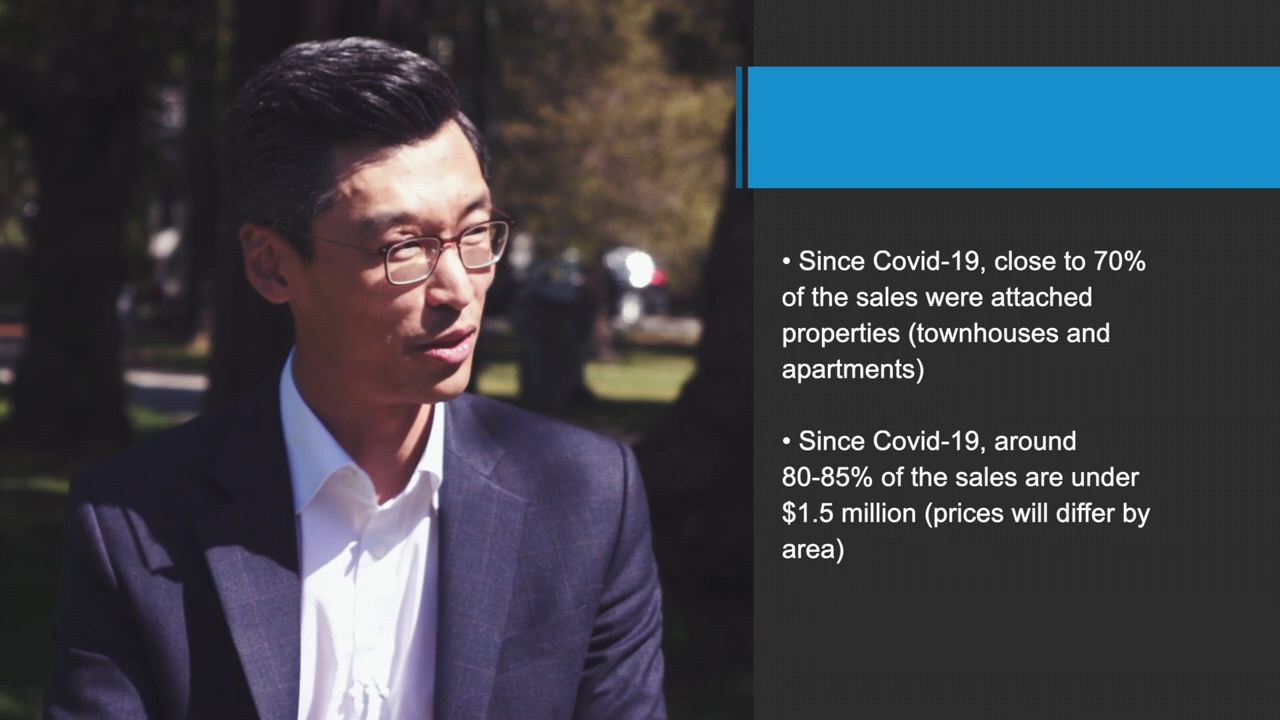 • Since Covid-19, close to 70%
of the sales were attached
properties (townhouses and
apartments)
• Since Covid-19, around
80-85% of the sales are under
$1.5 million (prices will differ by
area)